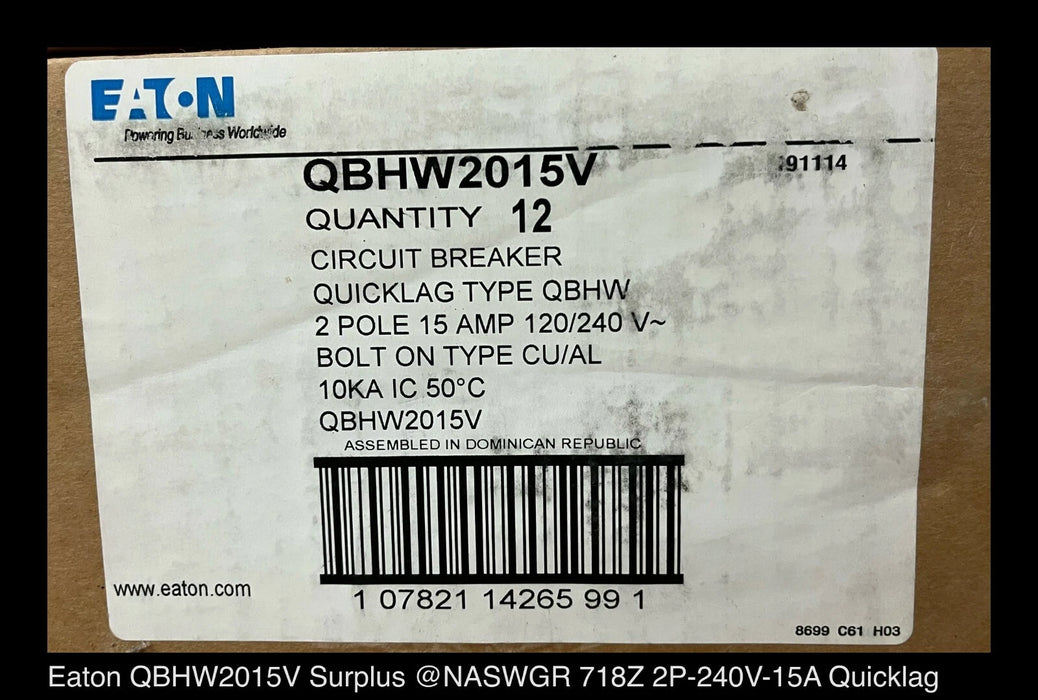 EATON
Powering Business Worldwide
QBHW2015V
91114
QUANTITY 12
CIRCUIT BREAKER
QUICKLAG TYPE QBHW
2 POLE 15 AMP 120/240 V~
BOLT ON TYPE CU/AL
10KA IC 50°C
QBHW2015V
ASSEMBLED IN DOMINICAN REPUBLIC
1 07821 14265 99 1
www.eaton.com
8699 C61 H03
Eaton QBHW2015V Surplus @NASWGR 718Z 2P-240V-15A Quicklag